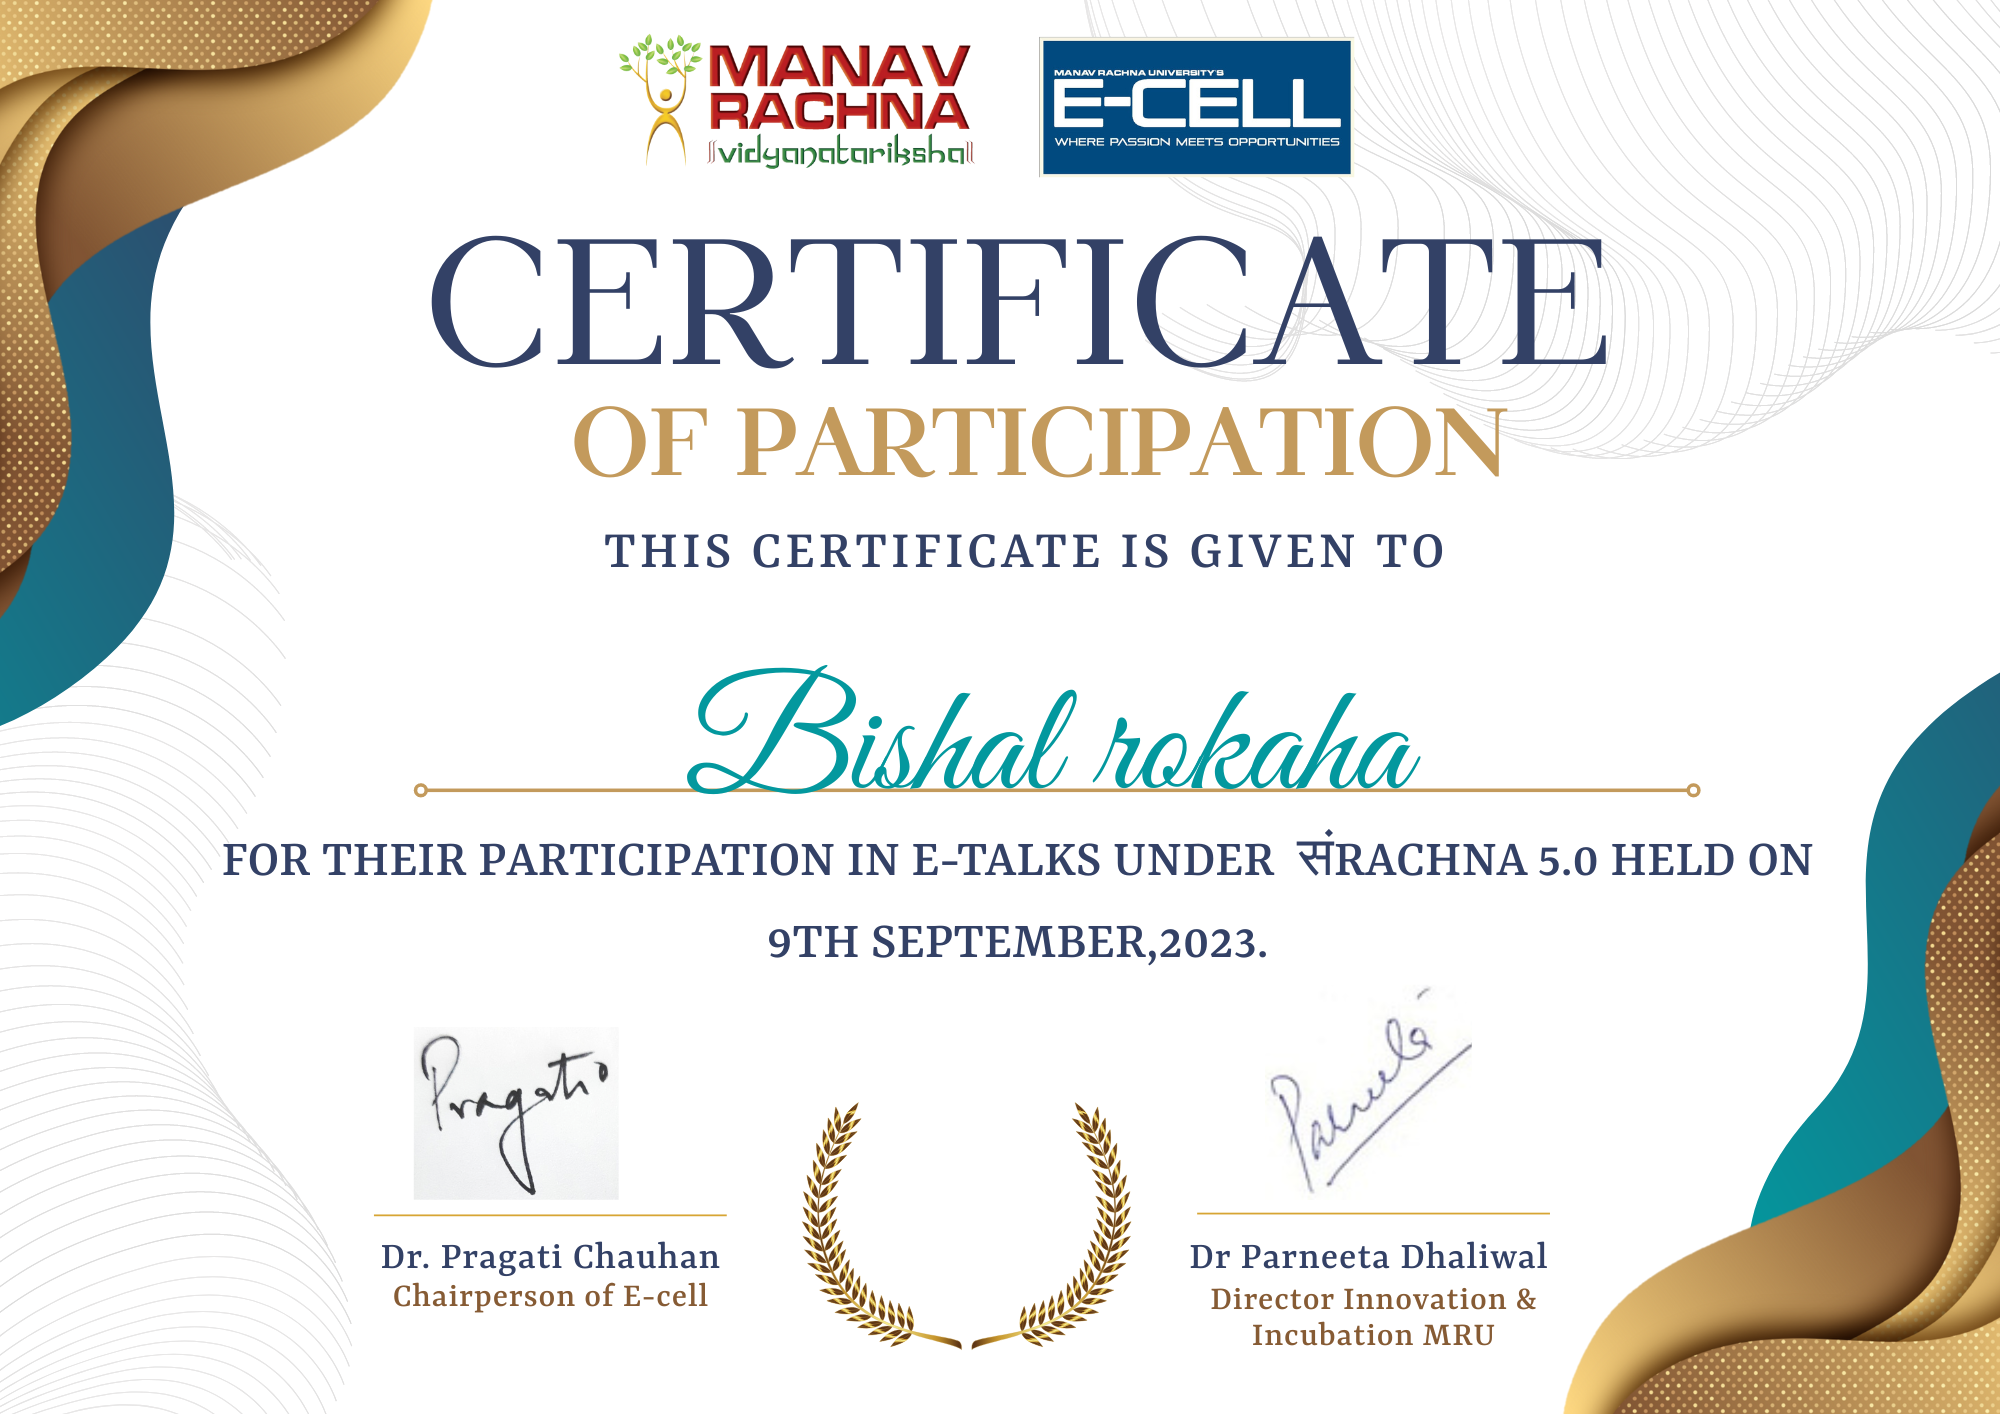 MANAV
RACHNA
vidyanatariksha
MANAV RACHNA UNIVERSITY'S
E-CELL
WHERE PASSION MEETS OPPORTUNITIES
CERTIFICATE
OF PARTICIPATION
THIS CERTIFICATE IS GIVEN TO
Bishal rokaha
FOR THEIR PARTICIPATION IN E-TALKS UNDER संRACHNA 5.0 HELD ON
9TH SEPTEMBER,2023.
Pragati
Parneeta
Dr. Pragati Chauhan
Chairperson of E-cell
Dr Parneeta Dhaliwal
Director Innovation &
Incubation MRU